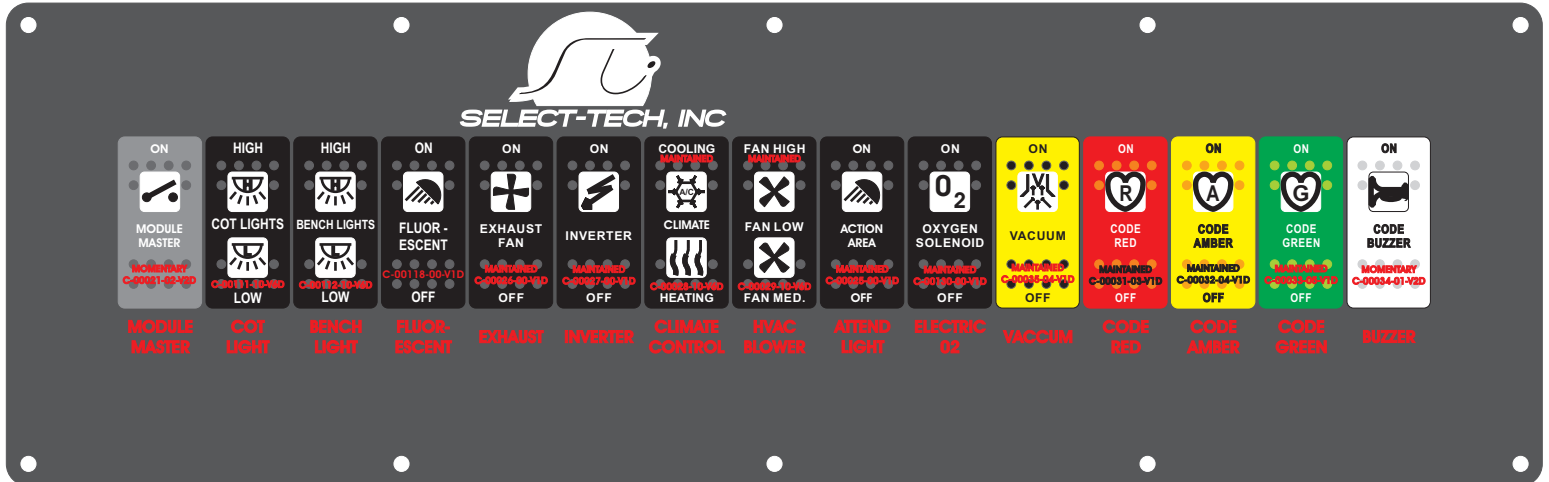 SELECT-TECH, INC
ON
MODULE
MASTER
MOMENTARY
MODULE
MASTER
HIGH
H
COT LIGHTS
L
LOW
COT
LIGHT
HIGH
H
BENCH LIGHTS
L
LOW
BENCH
LIGHT
ON
FLUOR -
ESCENT
C-00118-00-V1D
OFF
FLUOR-
ESCENT
ON
EXHAUST
FAN
MAINTAINED
OFF
EXHAUST
ON
INVERTER
MAINTAINED
OFF
INVERTER
COOLING
MAINTAINED
A/C
CLIMATE
HEATING
CLIMATE
CONTROL
FAN HIGH
MAINTAINED
FAN LOW
FAN MED.
HVAC
BLOWER
ON
ACTION
AREA
MAINTAINED
OFF
ATTEND
LIGHT
ON
O2
OXYGEN
SOLENOID
MAINTAINED
OFF
ELECTRIC
02
ON
VACUUM
MAINTAINED
C-00035-04-V1D
OFF
VACCUM
ON
R
CODE
RED
MAINTAINED
C-00031-03-V1D
OFF
CODE
RED
ON
A
CODE
AMBER
MAINTAINED
C-00032-04-V1D
OFF
CODE
AMBER
ON
G
CODE
GREEN
MAINTAINED
OFF
CODE
GREEN
ON
CODE
BUZZER
MOMENTARY
C-00034-01-V2D
BUZZER